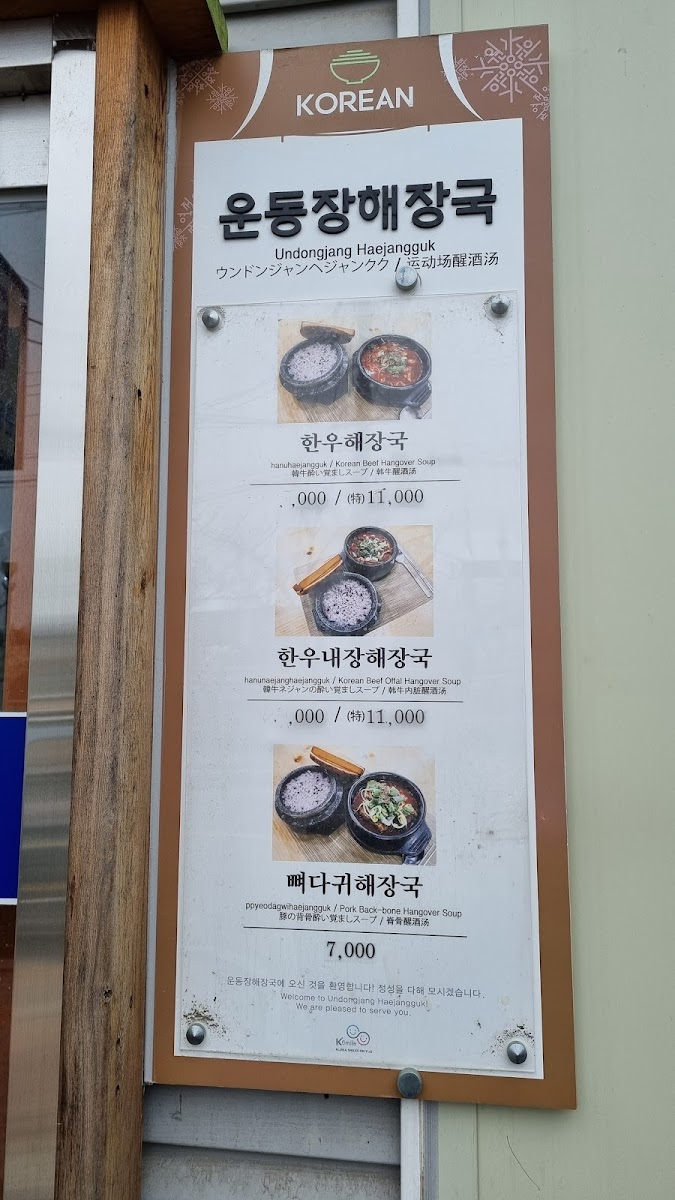 KOREAN
운동장해장국
Undongjang Haejangguk
ウンドンジャンヘジャンクク / 运动场醒酒汤
한우해장국
hanuhaejangguk / Korean Beef Hangover Soup
韓牛酔い覚ましスープ / 韩牛醒酒汤
,000 / (特)11,000
한우내장해장국
hanunaejanghaejangguk / Korean Beef Offal Hangover Soup
韓牛ネジャンの酔い覚ましスープ / 韩牛内脏醒酒汤
,000 / (特)11,000
뼈다귀해장국
ppyeodagwihaejangguk / Pork Back-bone Hangover Soup
豚の背骨酔い覚ましスープ / 脊骨醒酒汤
7,000
운동장해장국에 오신 것을 환영합니다! 정성을 다해 모시겠습니다.
Welcome to Undongjang Haejangguk!
We are pleased to serve you.
K Smile